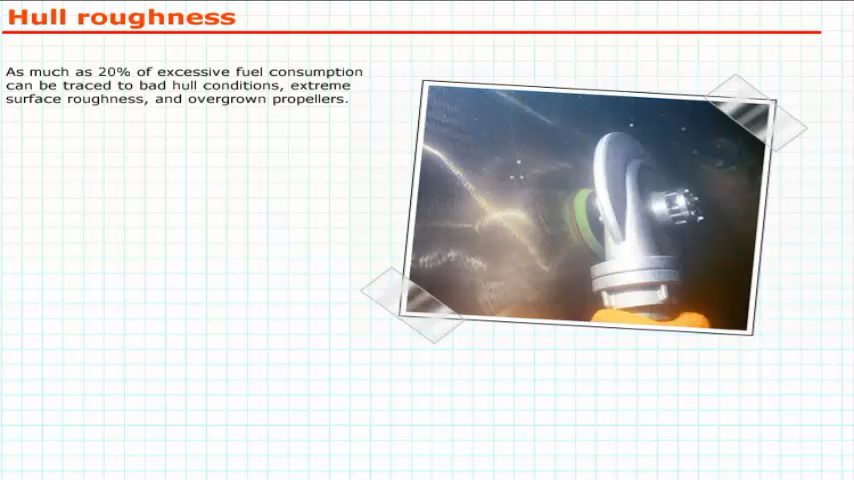 Hull roughness
As much as 20% of excessive fuel consumption
can be traced to bad hull conditions, extreme
surface roughness, and overgrown propellers.